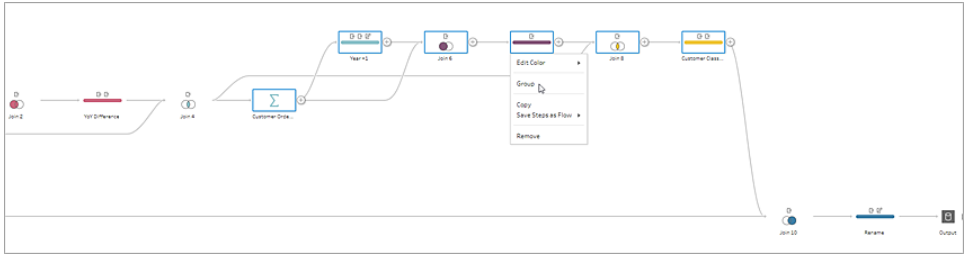 Year +1
Join 6
Join 8
Customer Class...
Edit Color
Group
Copy
Save Steps as Flow
Remove
Join 2
YoY Difference
Join 4
Customer Orde...
Join 10
Rename
Output